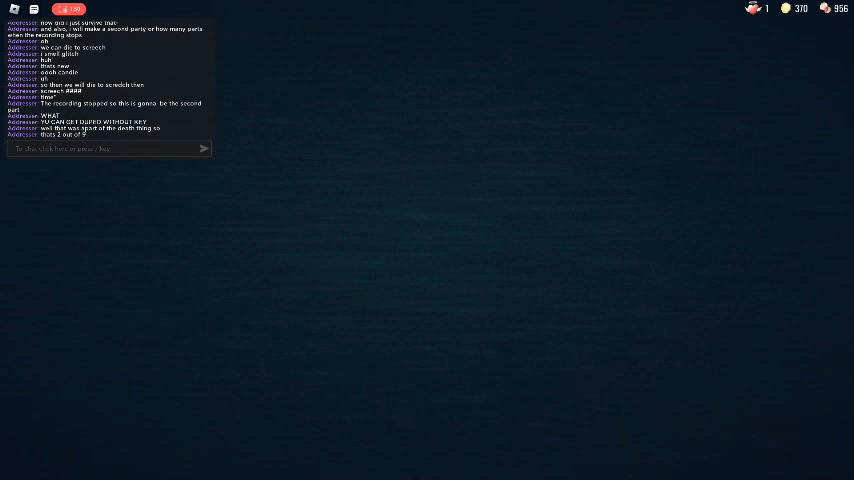 1:50
1
370
956
Addresser: how did i just survive that-
Addresser: and also, i will make a second party or how many parts
when the recording stops
Addresser: oh
Addresser: we can die to screech
Addresser: i smell glitch
Addresser: huh'
Addresser: thats new
Addresser: oooh candle
Addresser: uh
Addresser: so then we will die to scredch then
Addresser: screech ####
Addresser: time"
Addresser: The recording stopped so this is gonna be the second
part
Addresser: WHAT
Addresser: YU CAN GET DUPED WITHOUT KEY
Addresser: well that was apart of the death thing so
Addresser: thats 2 out of 9
To chat click here or press / key